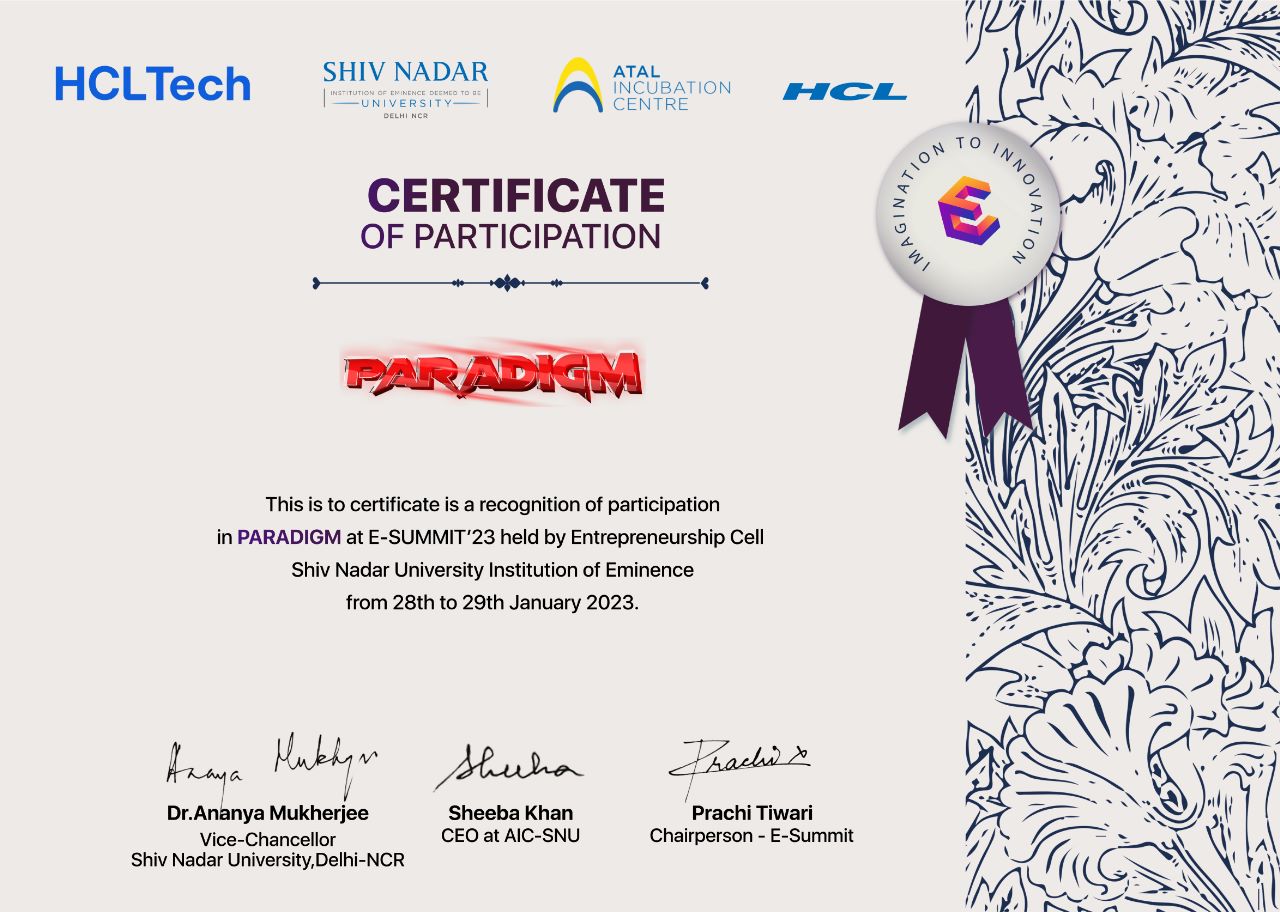 HCLTech
SHIV NADAR
INSTITUTION OF EMINENCE DEEMED TO BE
UNIVERSITY
DELHI NCR
ATAL
INCUBATION
CENTRE
HCL
IMAGINATION TO INNOVATION
E
CERTIFICATE
OF PARTICIPATION
PARADIGM
This is to certificate is a recognition of participation
in PARADIGM at E-SUMMIT'23 held by Entrepreneurship Cell
Shiv Nadar University Institution of Eminence
from 28th to 29th January 2023.
Sheeba
Prachi
Dr.Ananya Mukherjee
Vice-Chancellor
Shiv Nadar University,Delhi-NCR
Sheeba Khan
CEO at AIC-SNU
Prachi Tiwari
Chairperson - E-Summit